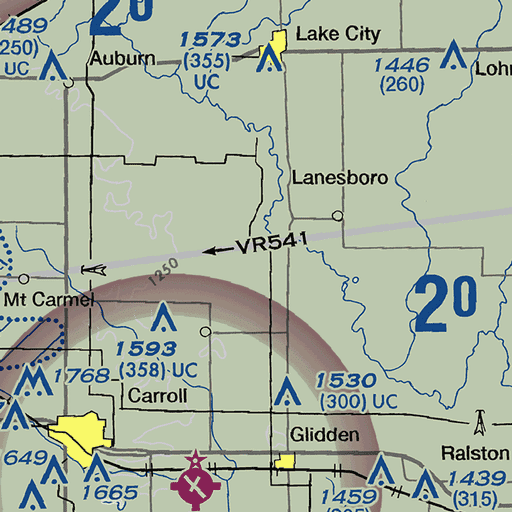 489
(250)
UC
2⁰
Auburn
1573
(355)
UC
Lake City
1446
(260)
Lohr
Lanesboro
VR541
1250
Mt Carmel
2⁰
1593
(358) UC
1768
Carroll
1530
(300) UC
Glidden
Ralston
649
1665
1459
1439
(315)